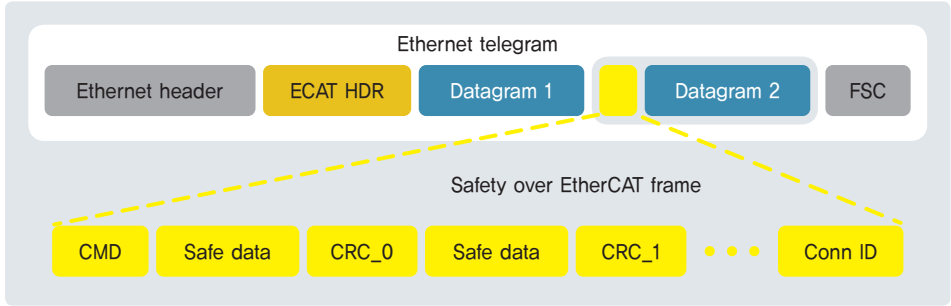 Ethernet telegram
Ethernet header ECAT HDR Datagram 1 Datagram 2 FSC
Safety over EtherCAT frame
CMD Safe data CRC_0 Safe data CRC_1 Conn ID